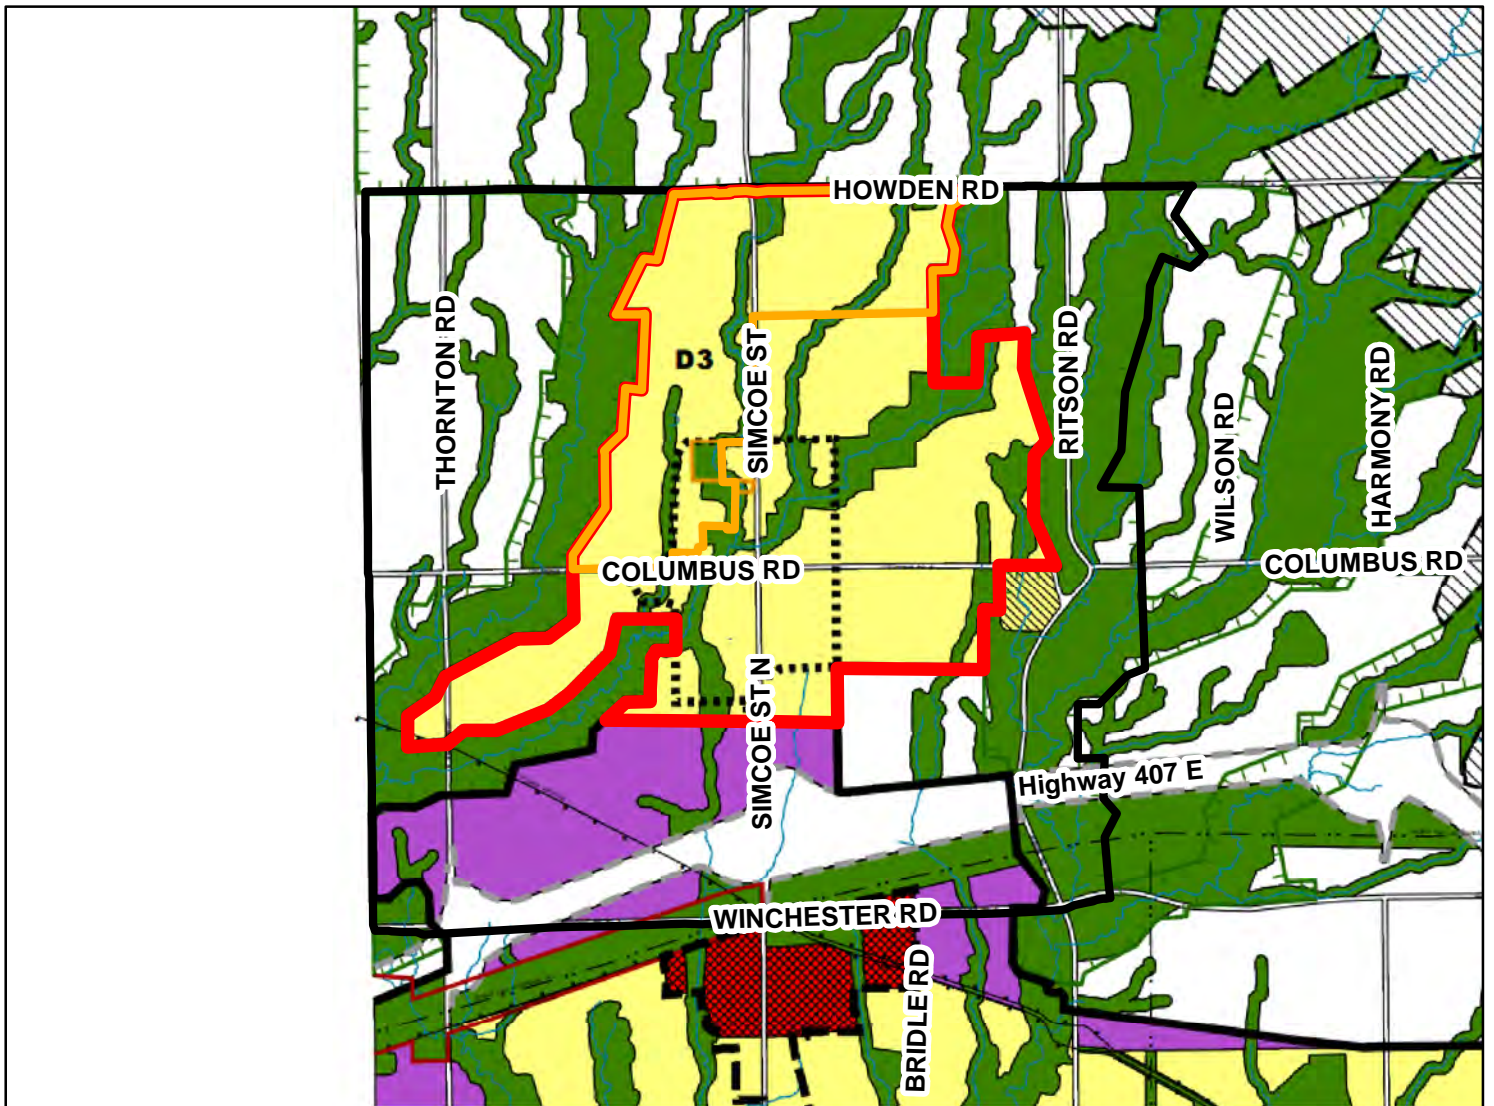 HOWDEN RD
THORNTON RD
D3
SIMCOE ST
RITSON RD
WILSON RD
HARMONY RD
COLUMBUS RD
COLUMBUS RD
SIMCOE ST N
Highway 407 E
WINCHESTER RD
BRIDLE RD